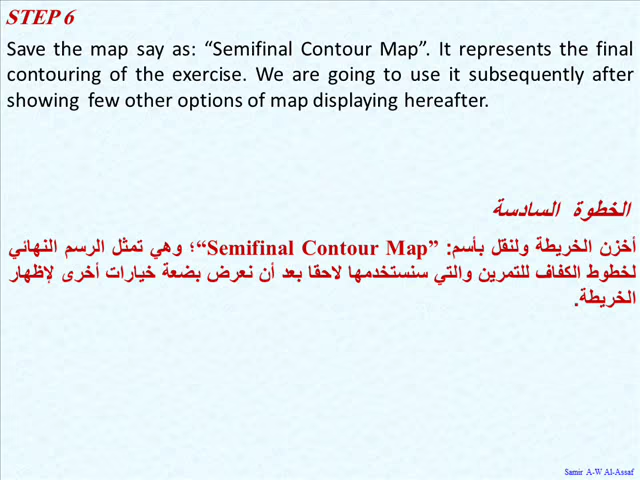 STEP 6
Save the map say as: “Semifinal Contour Map”. It represents the final
contouring of the exercise. We are going to use it subsequently after
showing few other options of map displaying hereafter.
الخطوة السادسة
أخزن الخريطة ولنقل بأسم: ”Semifinal Contour Map“؛ وهي تمثل الرسم النهائي
لخطوط الكفاف للتمرين والتي سنستخدمها لاحقا بعد أن نعرض بضعة خيارات أخرى لإظهار
الخريطة.
Samir A-W Al-Assaf